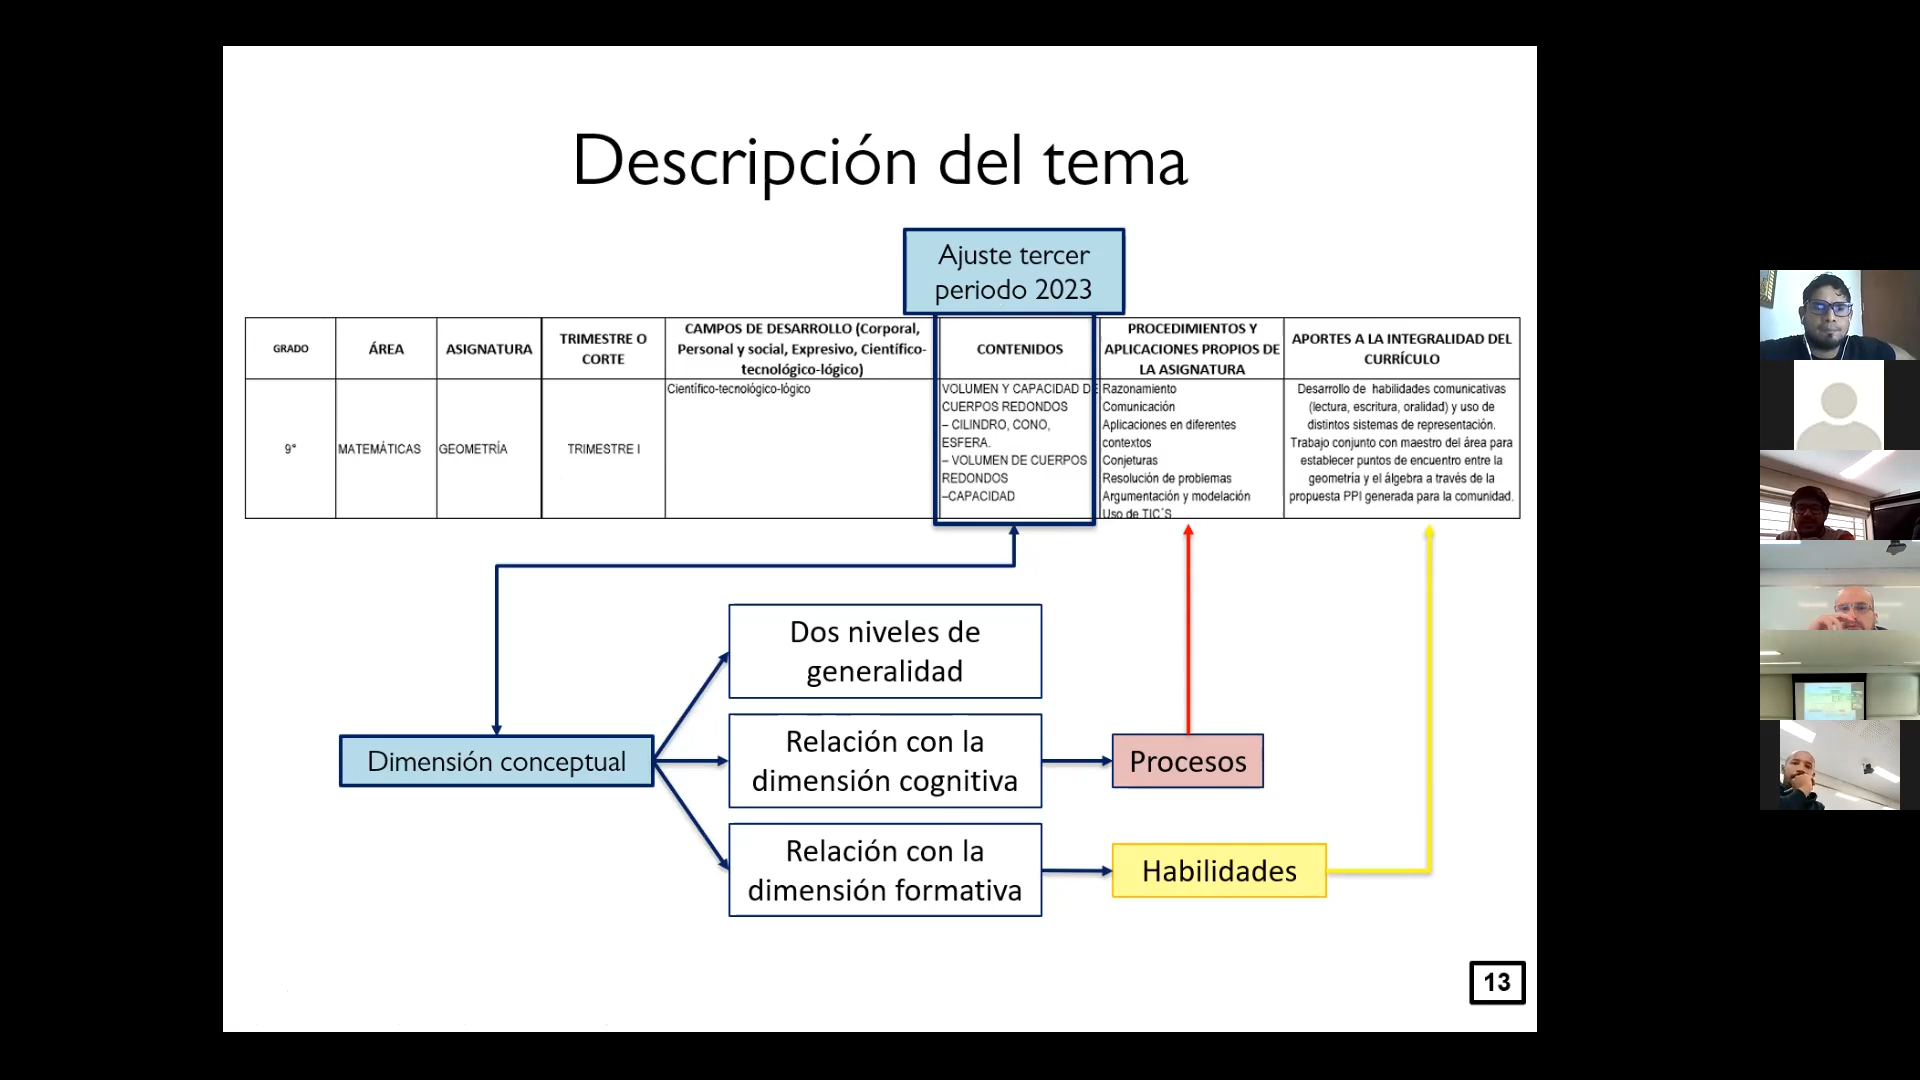 Descripción del tema
Ajuste tercer
periodo 2023
GRADO
ÁREA
ASIGNATURA
TRIMESTRE O
CORTE
CAMPOS DE DESARROLLO (Corporal,
Personal y social, Expresivo, Científico-
tecnológico-lógico)
CONTENIDOS
PROCEDIMIENTOS Y
APLICACIONES PROPIOS DE
LA ASIGNATURA
APORTES A LA INTEGRALIDAD DEL
CURRÍCULO
9°
MATEMÁTICAS
GEOMETRÍA
TRIMESTRE I
Científico-tecnológico-lógico
VOLUMEN Y CAPACIDAD DE
CUERPOS REDONDOS
– CILINDRO, CONO,
ESFERA.
– VOLUMEN DE CUERPOS
REDONDOS
–CAPACIDAD
Razonamiento
Comunicación
Aplicaciones en diferentes
contextos
Conjeturas
Resolución de problemas
Argumentación y modelación
Uso de TIC´S
Desarrollo de habilidades comunicativas
(lectura, escritura, oralidad) y uso de
distintos sistemas de representación.
Trabajo conjunto con maestro del área para
establecer puntos de encuentro entre la
geometría y el álgebra a través de la
propuesta PPI generada para la comunidad.
Dos niveles de
generalidad
Dimensión conceptual
Relación con la
dimensión cognitiva
Procesos
Relación con la
dimensión formativa
Habilidades
13